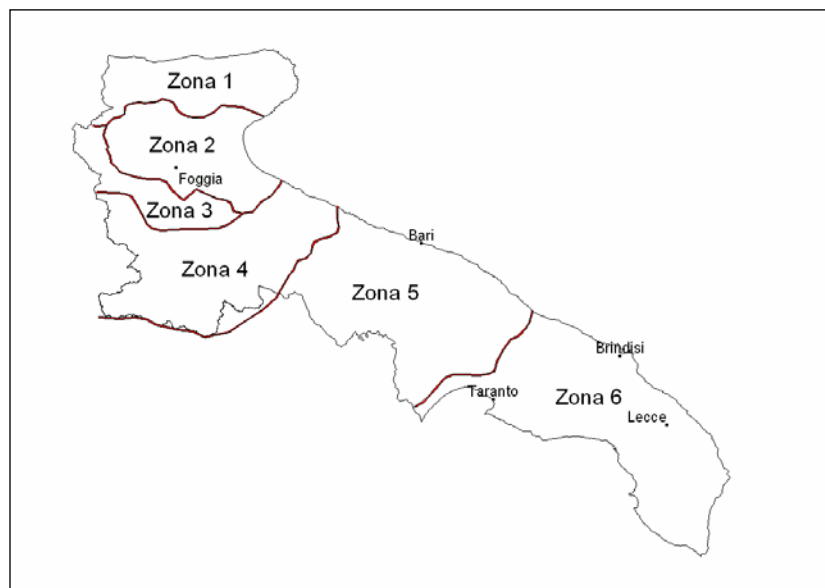 Zona 1
Zona 2
Foggia
Zona 3
Bari
Zona 4
Zona 5
Brindisi
Taranto
Zona 6
Lecce